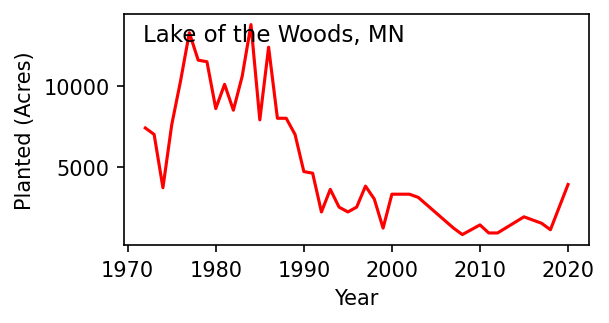 Lake of the Woods, MN
Planted (Acres)
10000
5000
1970 1980 1990 2000 2010 2020
Year